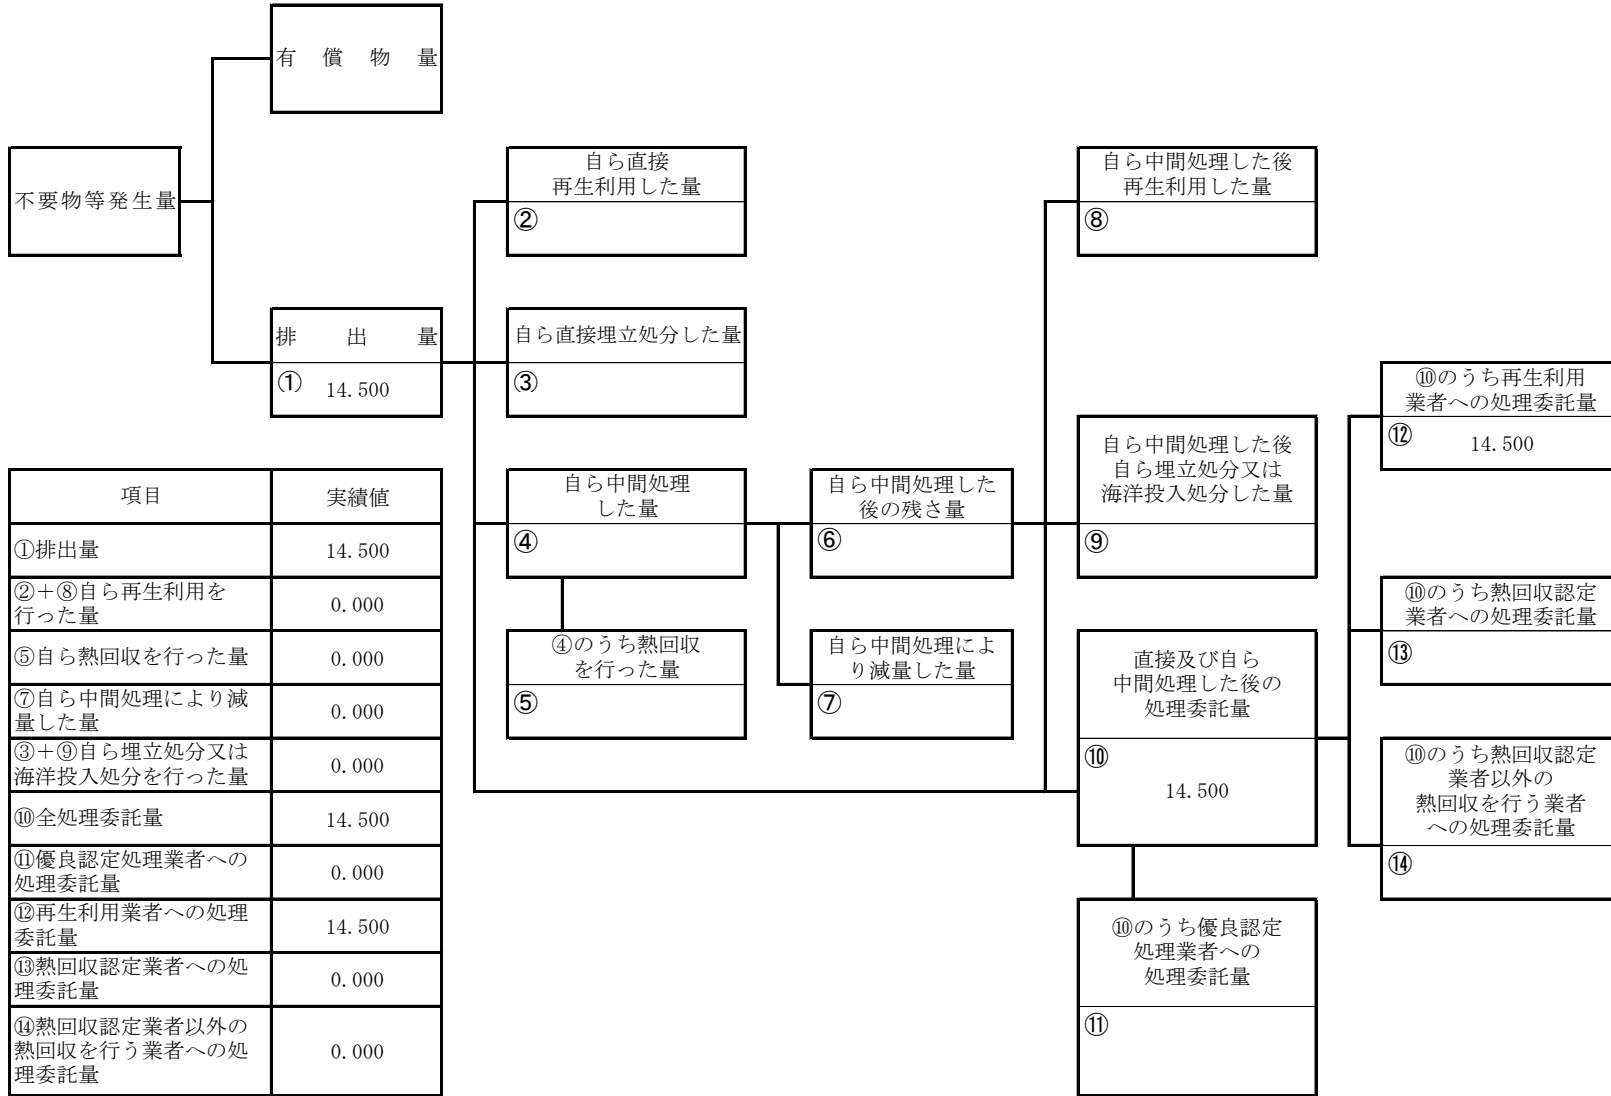 有償物量
不要物等発生量
排出量
① 14.500
自ら直接
再生利用した量
②
自ら直接埋立処分した量
③
自ら中間処理
した量
④
④のうち熱回収
を行った量
⑤
自ら中間処理した
後の残さ量
⑥
自ら中間処理によ
り減量した量
⑦
自ら中間処理した後
再生利用した量
⑧
自ら中間処理した後
自ら埋立処分又は
海洋投入処分した量
⑨
直接及び自ら
中間処理した後の
処理委託量
⑩
14.500
⑩のうち優良認定
処理業者への
処理委託量
⑪
⑩のうち再生利用
業者への処理委託量
⑫ 14.500
⑩のうち熱回収認定
業者への処理委託量
⑬
⑩のうち熱回収認定
業者以外の
熱回収を行う業者
への処理委託量
⑭
項目 実績値
①排出量 14.500
②＋⑧自ら再生利用を
行った量 0.000
⑤自ら熱回収を行った量 0.000
⑦自ら中間処理により減
量した量 0.000
③＋⑨自ら埋立処分又は
海洋投入処分を行った量 0.000
⑩全処理委託量 14.500
⑪優良認定処理業者への
処理委託量 0.000
⑫再生利用業者への処理
委託量 14.500
⑬熱回収認定業者への処
理委託量 0.000
⑭熱回収認定業者以外の
熱回収を行う業者への処
理委託量 0.000